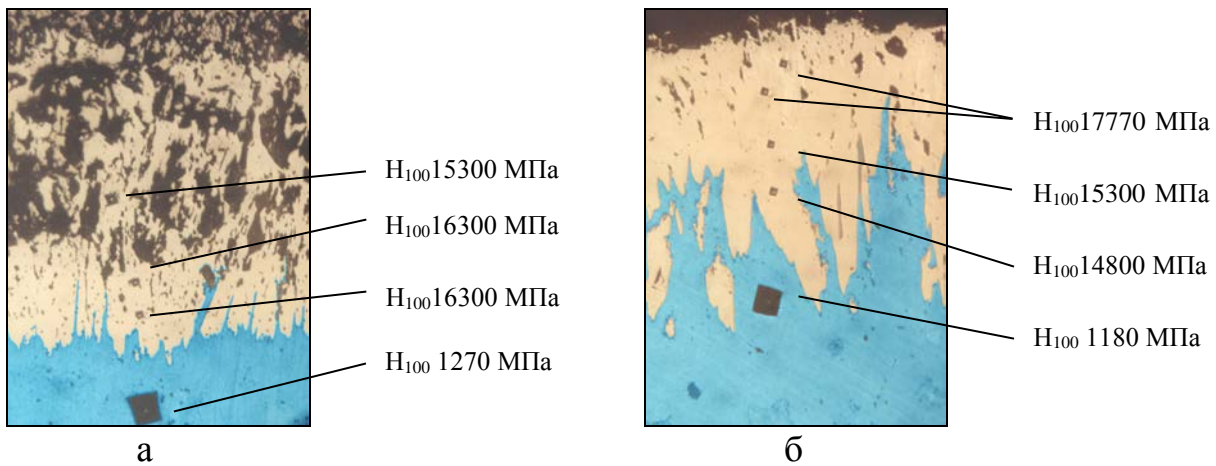 H₁₀₀15300 МПа
H₁₀₀16300 МПа
H₁₀₀16300 МПа
H₁₀₀ 1270 МПа
а
H₁₀₀17770 МПа
H₁₀₀15300 МПа
H₁₀₀14800 МПа
H₁₀₀ 1180 МПа
б